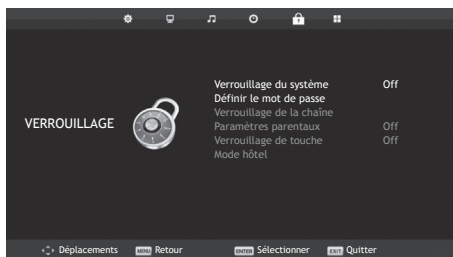 VERROUILLAGE
Verrouillage du système Off
Définir le mot de passe
Verrouillage de la chaîne
Paramètres parentaux Off
Verrouillage de touche Off
Mode hôtel
Déplacements MENU Retour ENTER Sélectionner EXIT Quitter